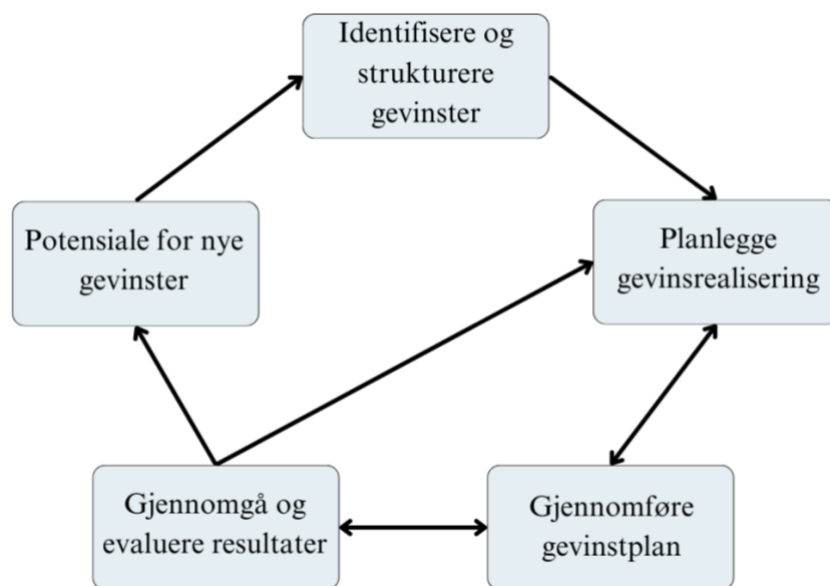 Identifisere og
strukturere
gevinster
Potensiale for nye
gevinster
Planlegge
gevinsrealisering
Gjennomgå og
evaluere resultater
Gjennomføre
gevinstplan